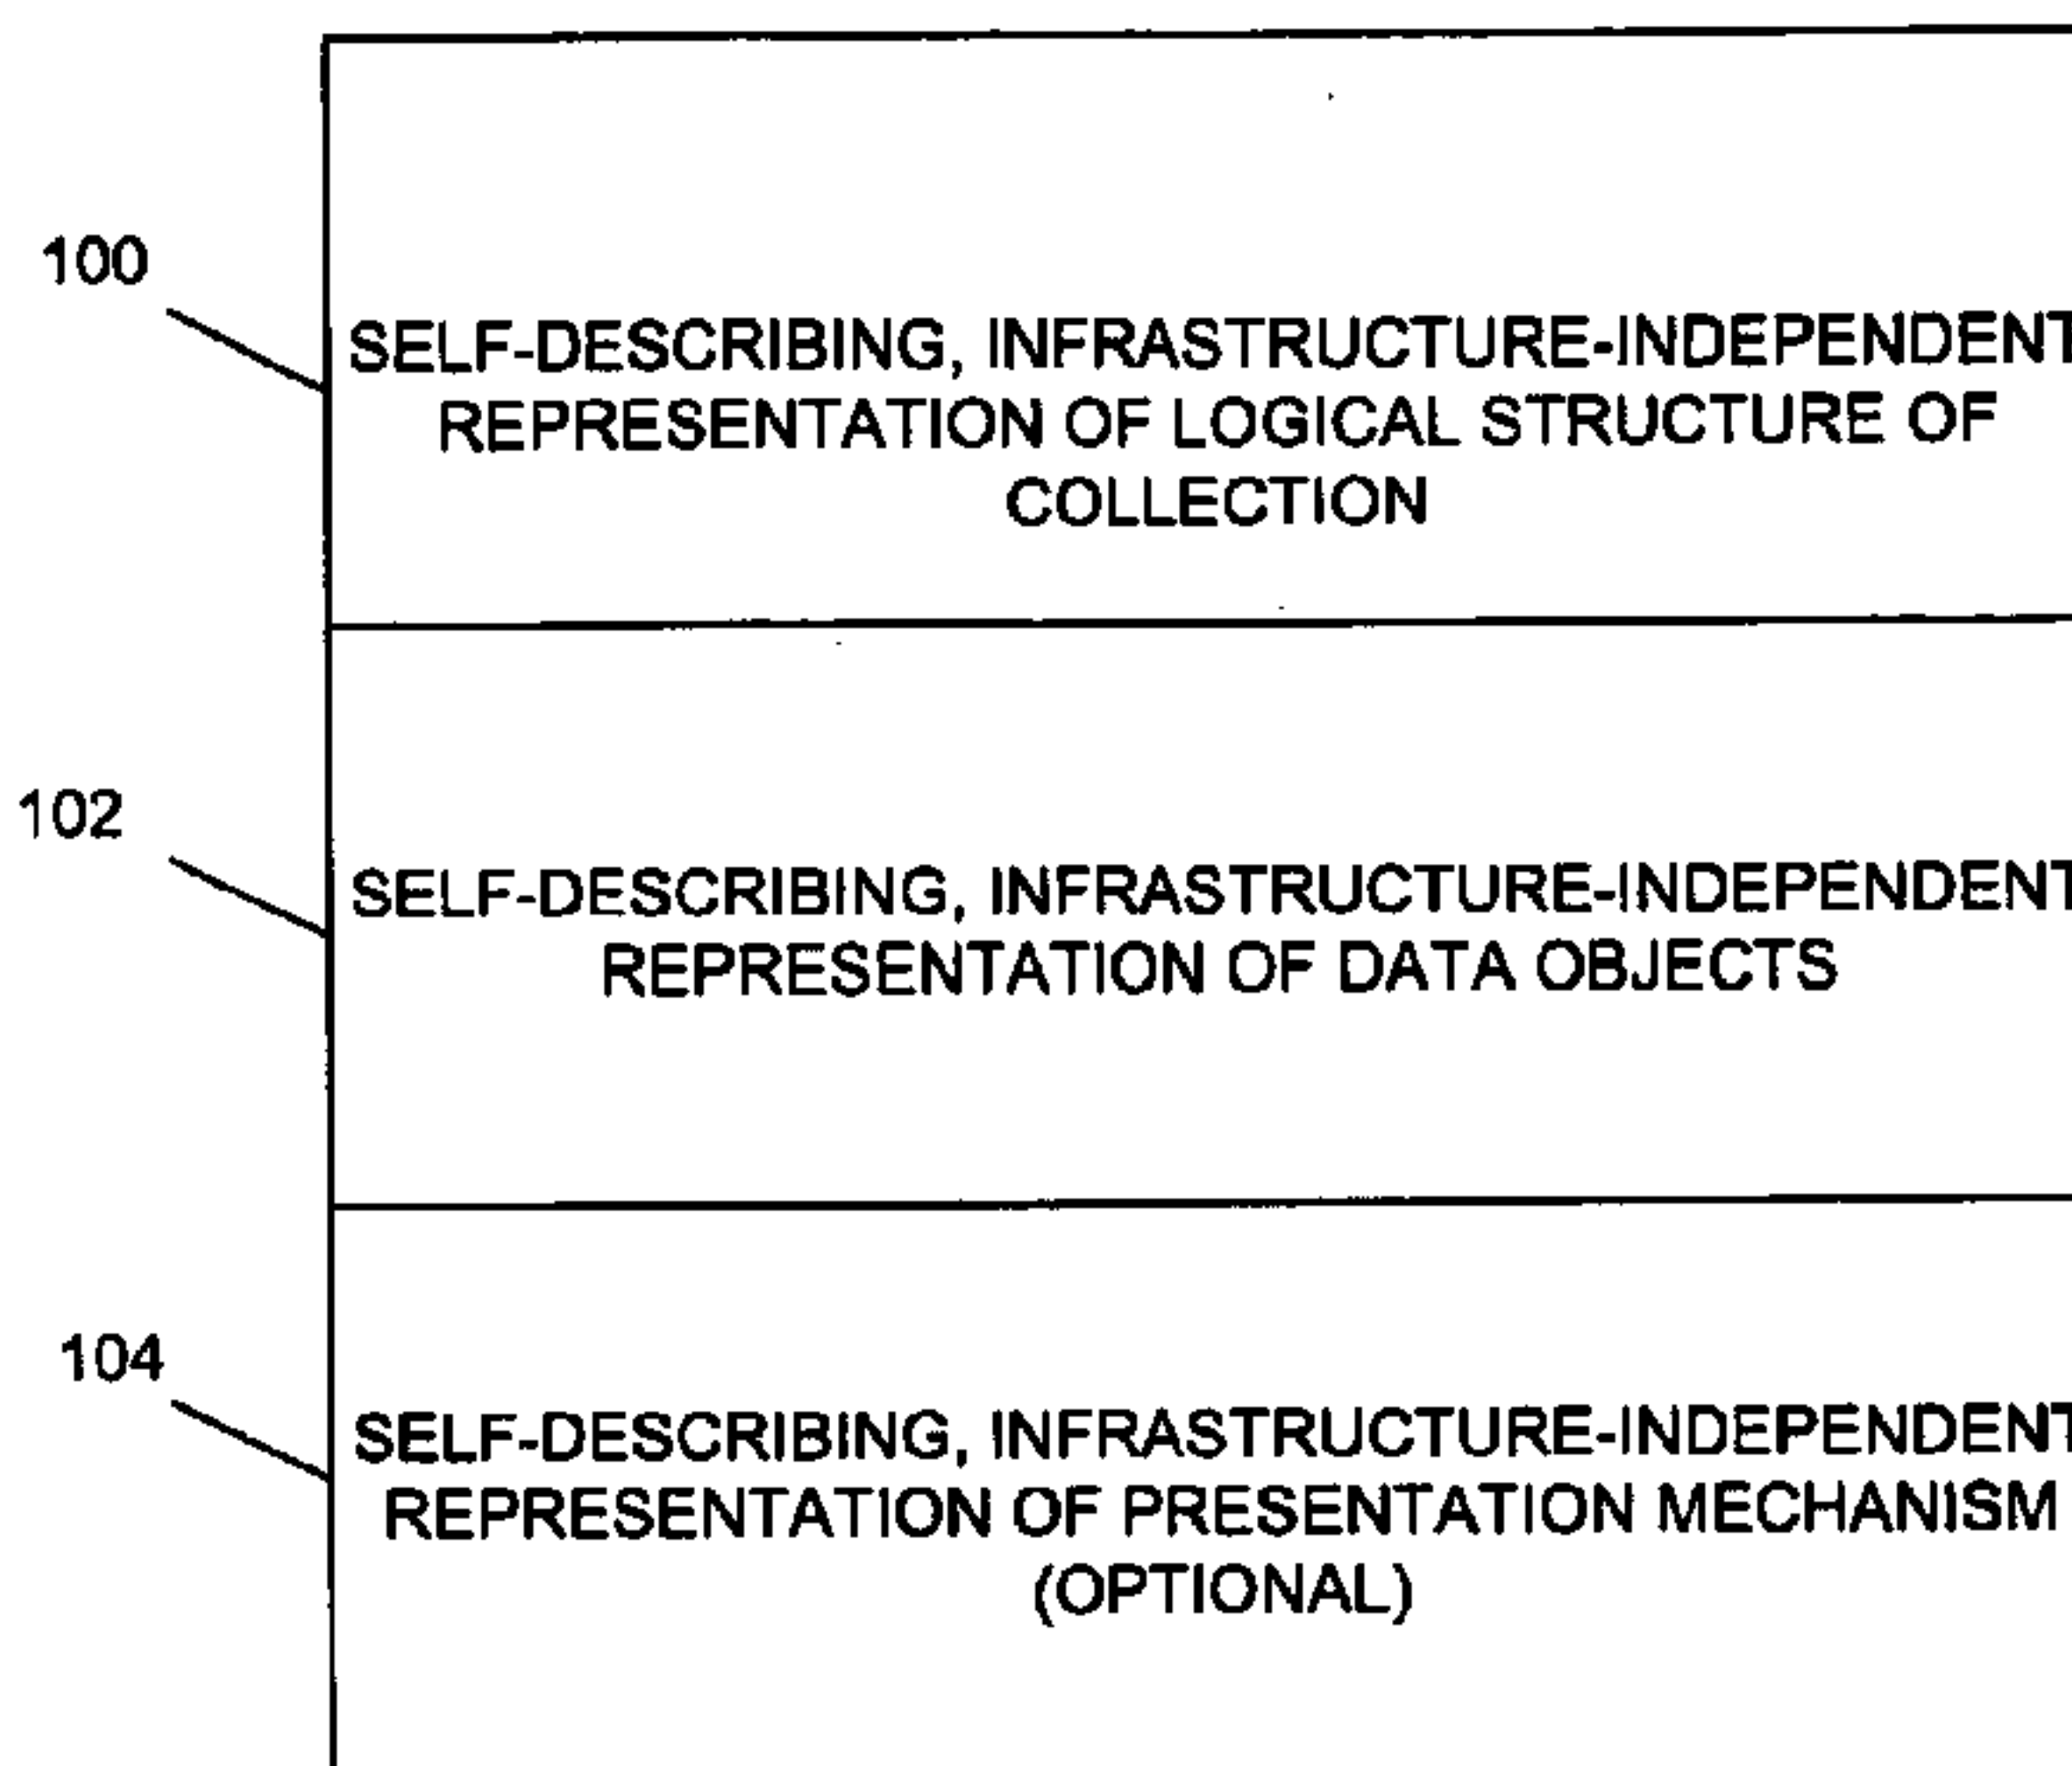 100
SELF-DESCRIBING, INFRASTRUCTURE-INDEPENDENT
REPRESENTATION OF LOGICAL STRUCTURE OF
COLLECTION
102
SELF-DESCRIBING, INFRASTRUCTURE-INDEPENDENT
REPRESENTATION OF DATA OBJECTS
104
SELF-DESCRIBING, INFRASTRUCTURE-INDEPENDENT
REPRESENTATION OF PRESENTATION MECHANISM
(OPTIONAL)